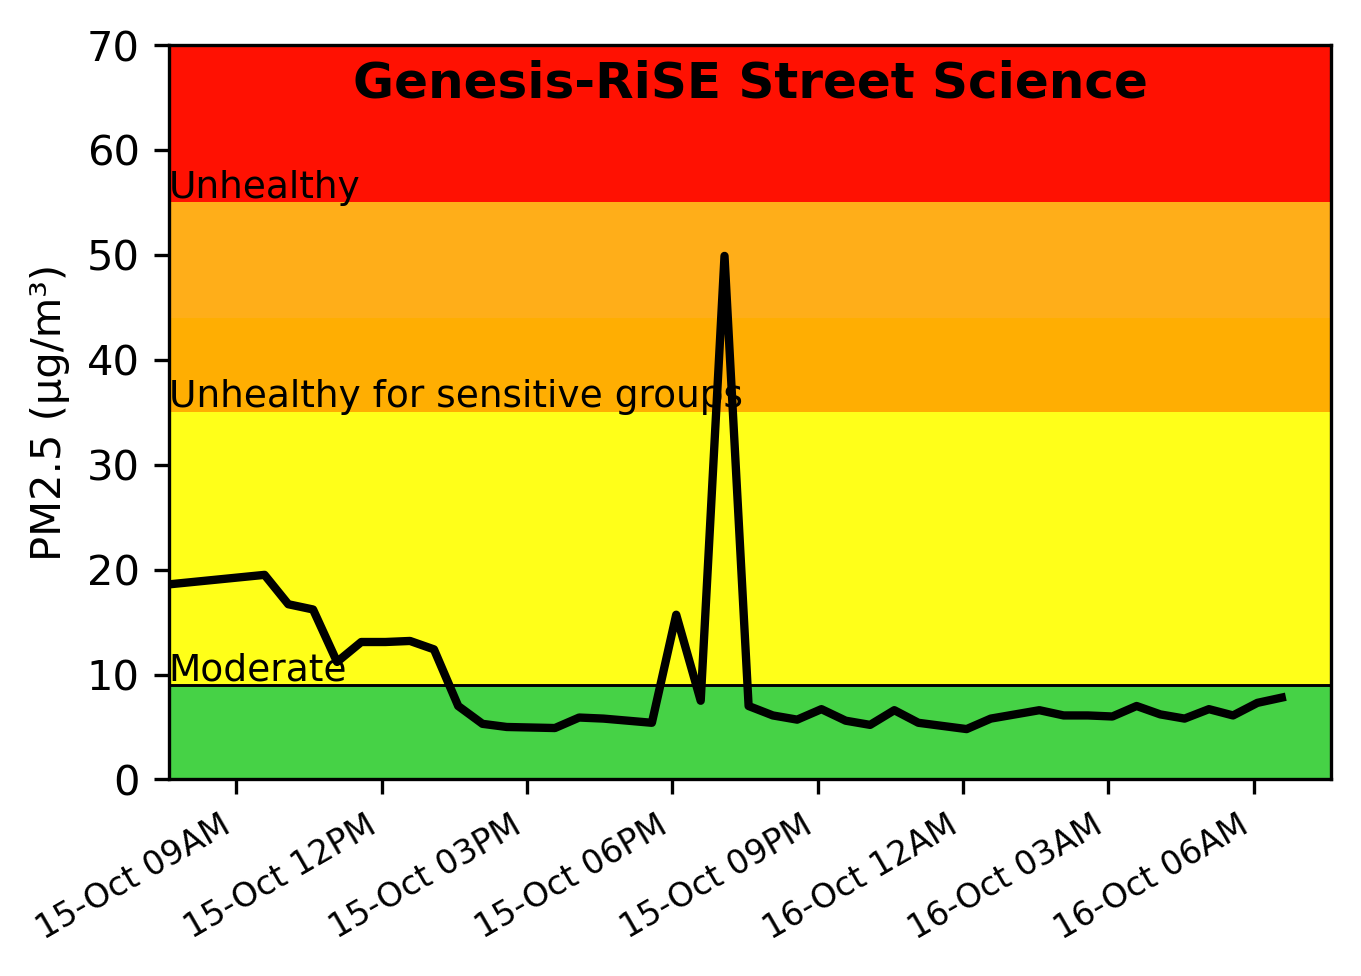 Genesis-RiSE Street Science
PM2.5 (µg/m³)
70
60
50
40
30
20
10
0
Unhealthy
Unhealthy for sensitive groups
Moderate
15-Oct 09AM
15-Oct 12PM
15-Oct 03PM
15-Oct 06PM
15-Oct 09PM
16-Oct 12AM
16-Oct 03AM
16-Oct 06AM